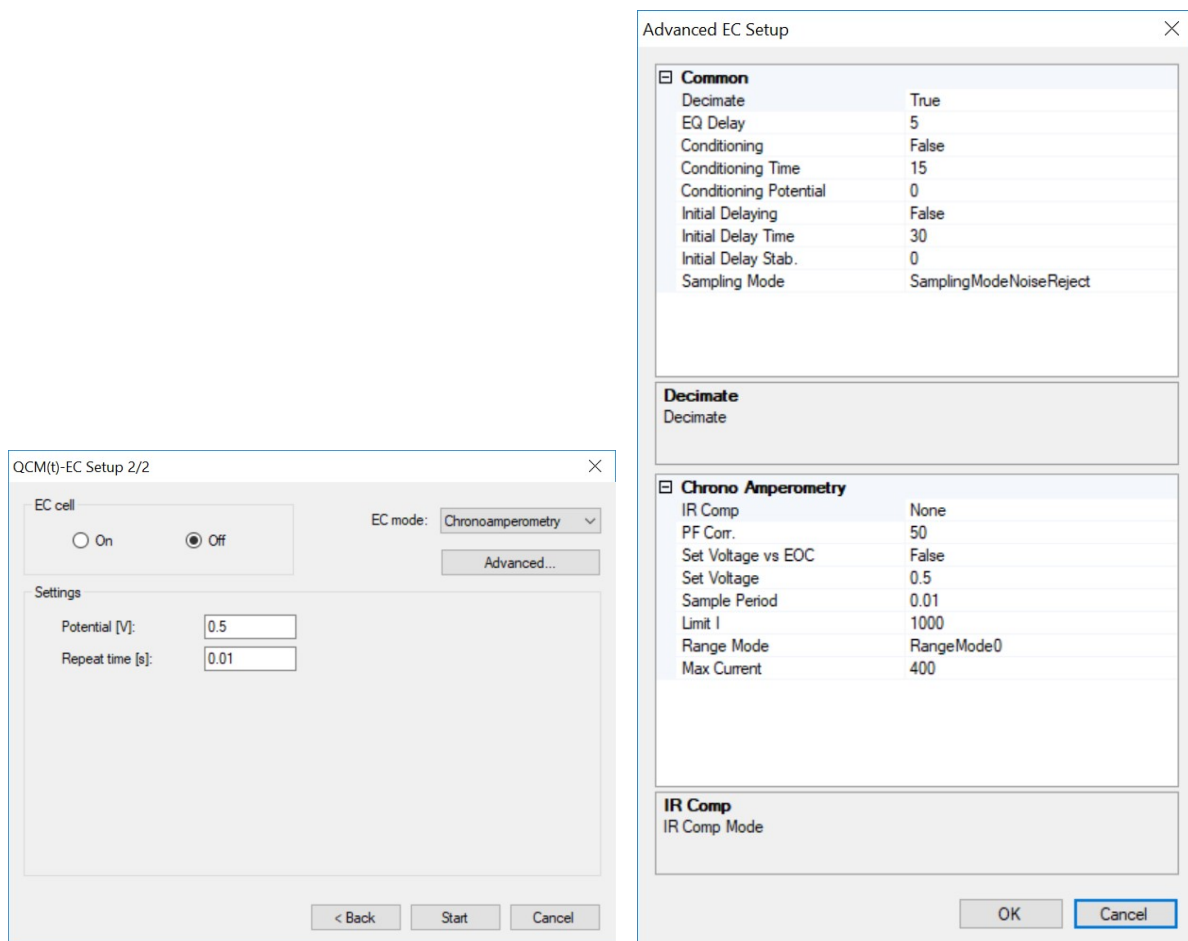 QCM(t)-EC Setup 2/2
EC cell
On Off
EC mode: Chronoamperometry
Advanced...
Settings
Potential [V]: 0.5
Repeat time [s]: 0.01
< Back Start Cancel
Advanced EC Setup
Common
Decimate True
EQ Delay 5
Conditioning False
Conditioning Time 15
Conditioning Potential 0
Initial Delaying False
Initial Delay Time 30
Initial Delay Stab. 0
Sampling Mode SamplingModeNoiseReject
Decimate
Decimate
Chrono Amperometry
IR Comp None
PF Corr. 50
Set Voltage vs EOC False
Set Voltage 0.5
Sample Period 0.01
Limit I 1000
Range Mode RangeMode0
Max Current 400
IR Comp
IR Comp Mode
OK Cancel